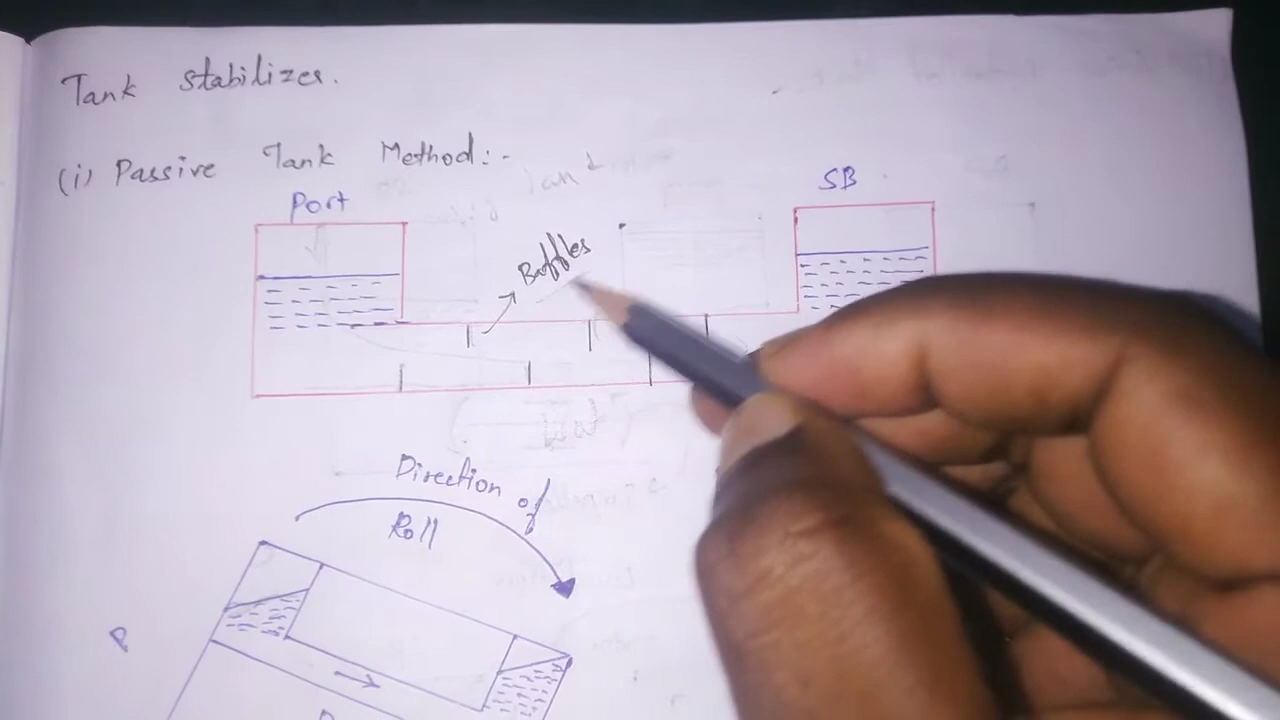 Tank stabilizer.
(i) Passive Tank Method:-
Port
SB
Baffles
Direction of
Roll
P